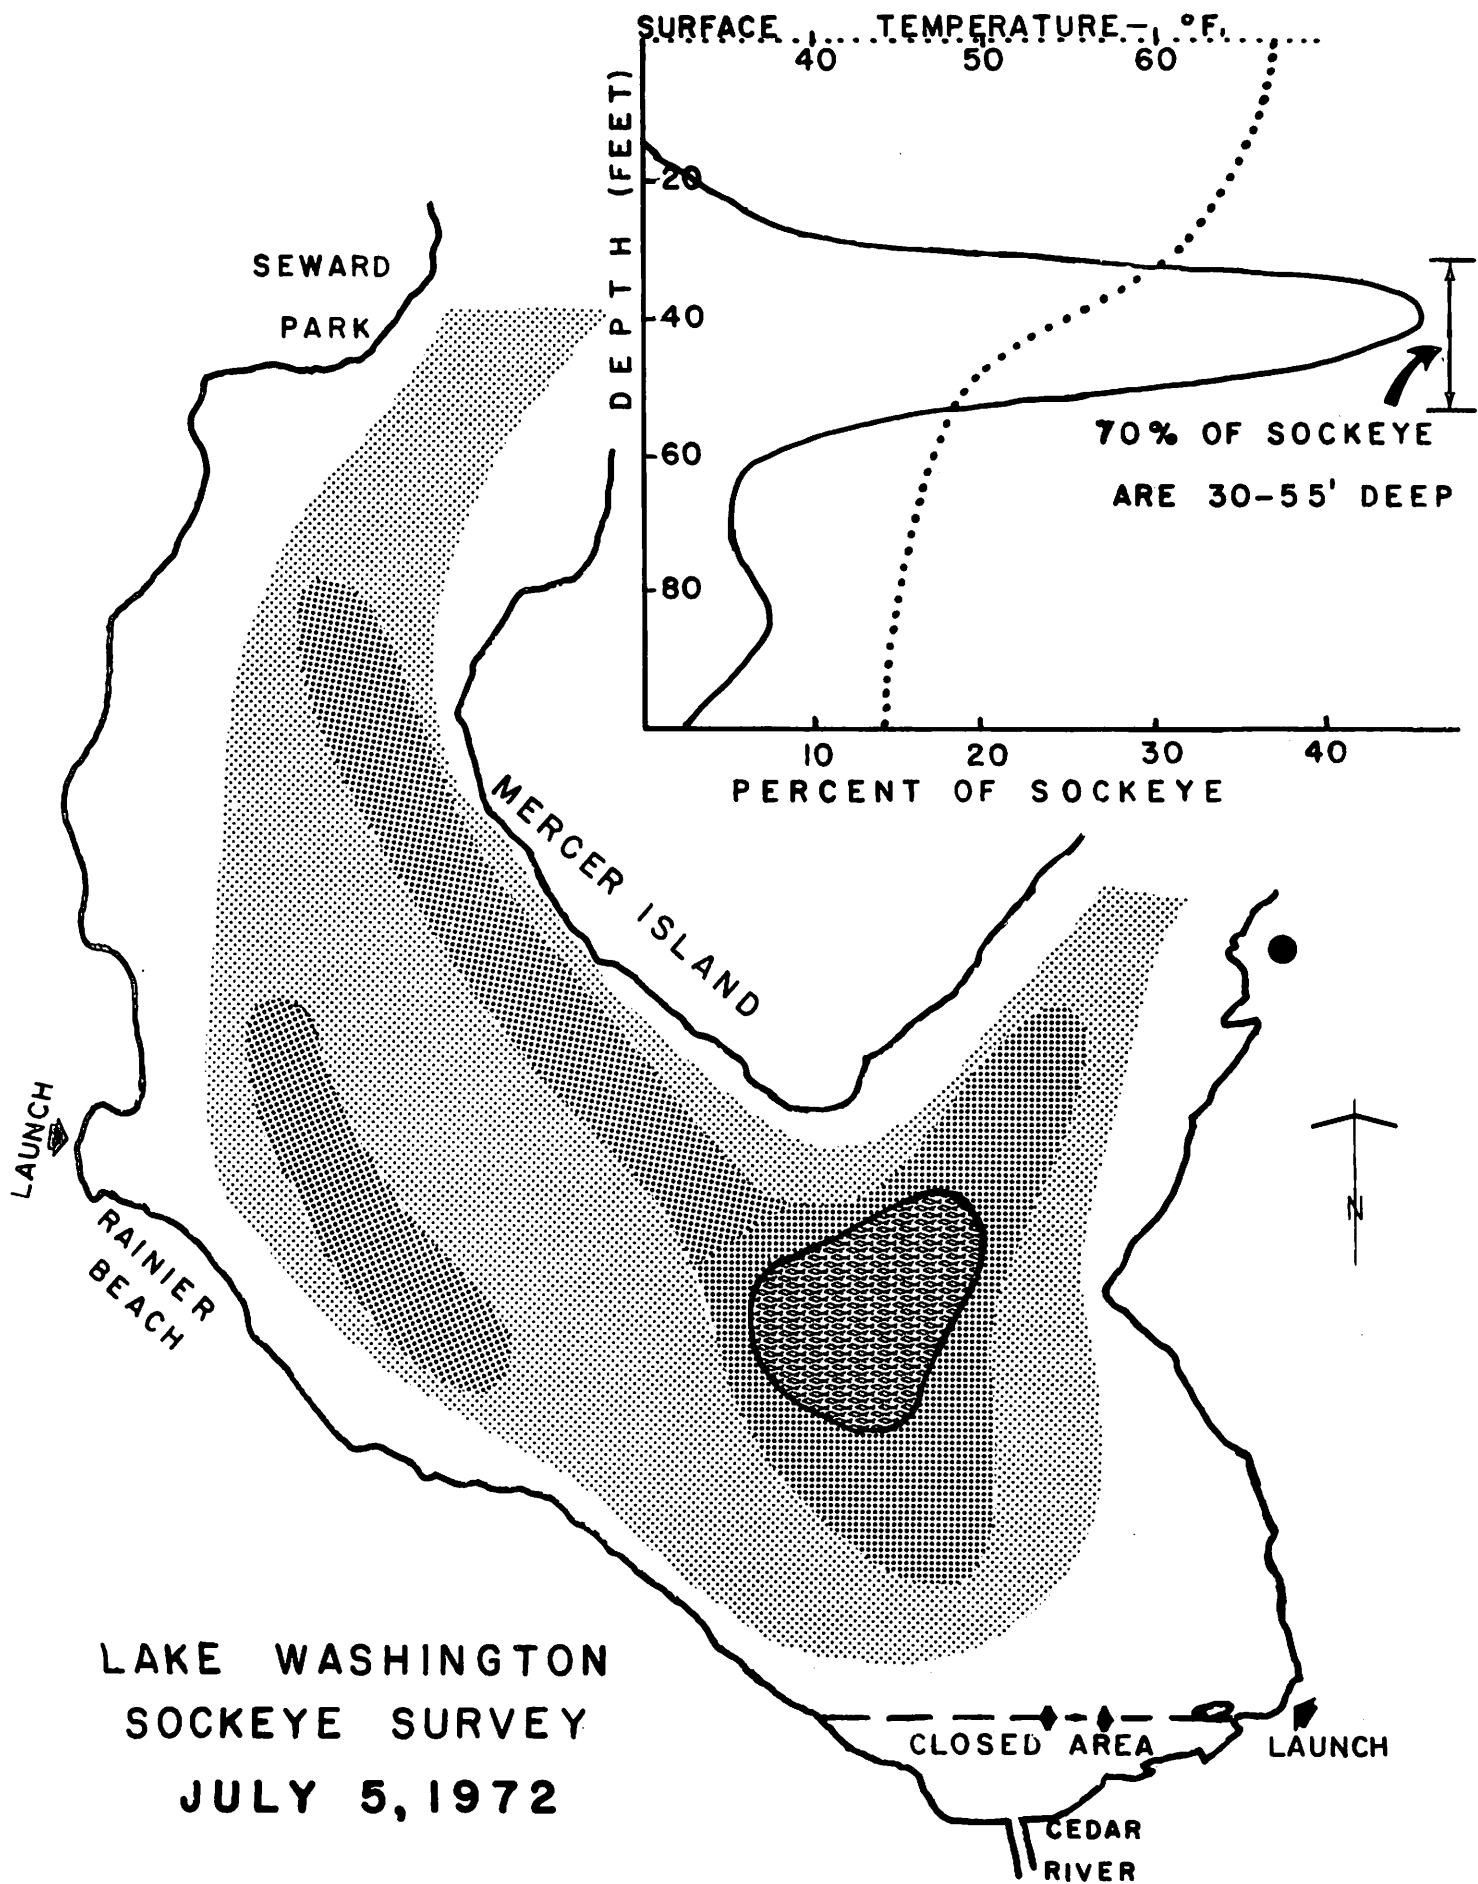 SURFACE TEMPERATURE – °F.
40 50 60
DEPTH (FEET)
20
40
60
80
70% OF SOCKEYE
ARE 30-55' DEEP
10 20 30 40
PERCENT OF SOCKEYE
SEWARD
PARK
MERCER ISLAND
LAUNCH
RAINIER
BEACH
N
LAKE WASHINGTON
SOCKEYE SURVEY
JULY 5, 1972
CLOSED AREA
LAUNCH
CEDAR
RIVER